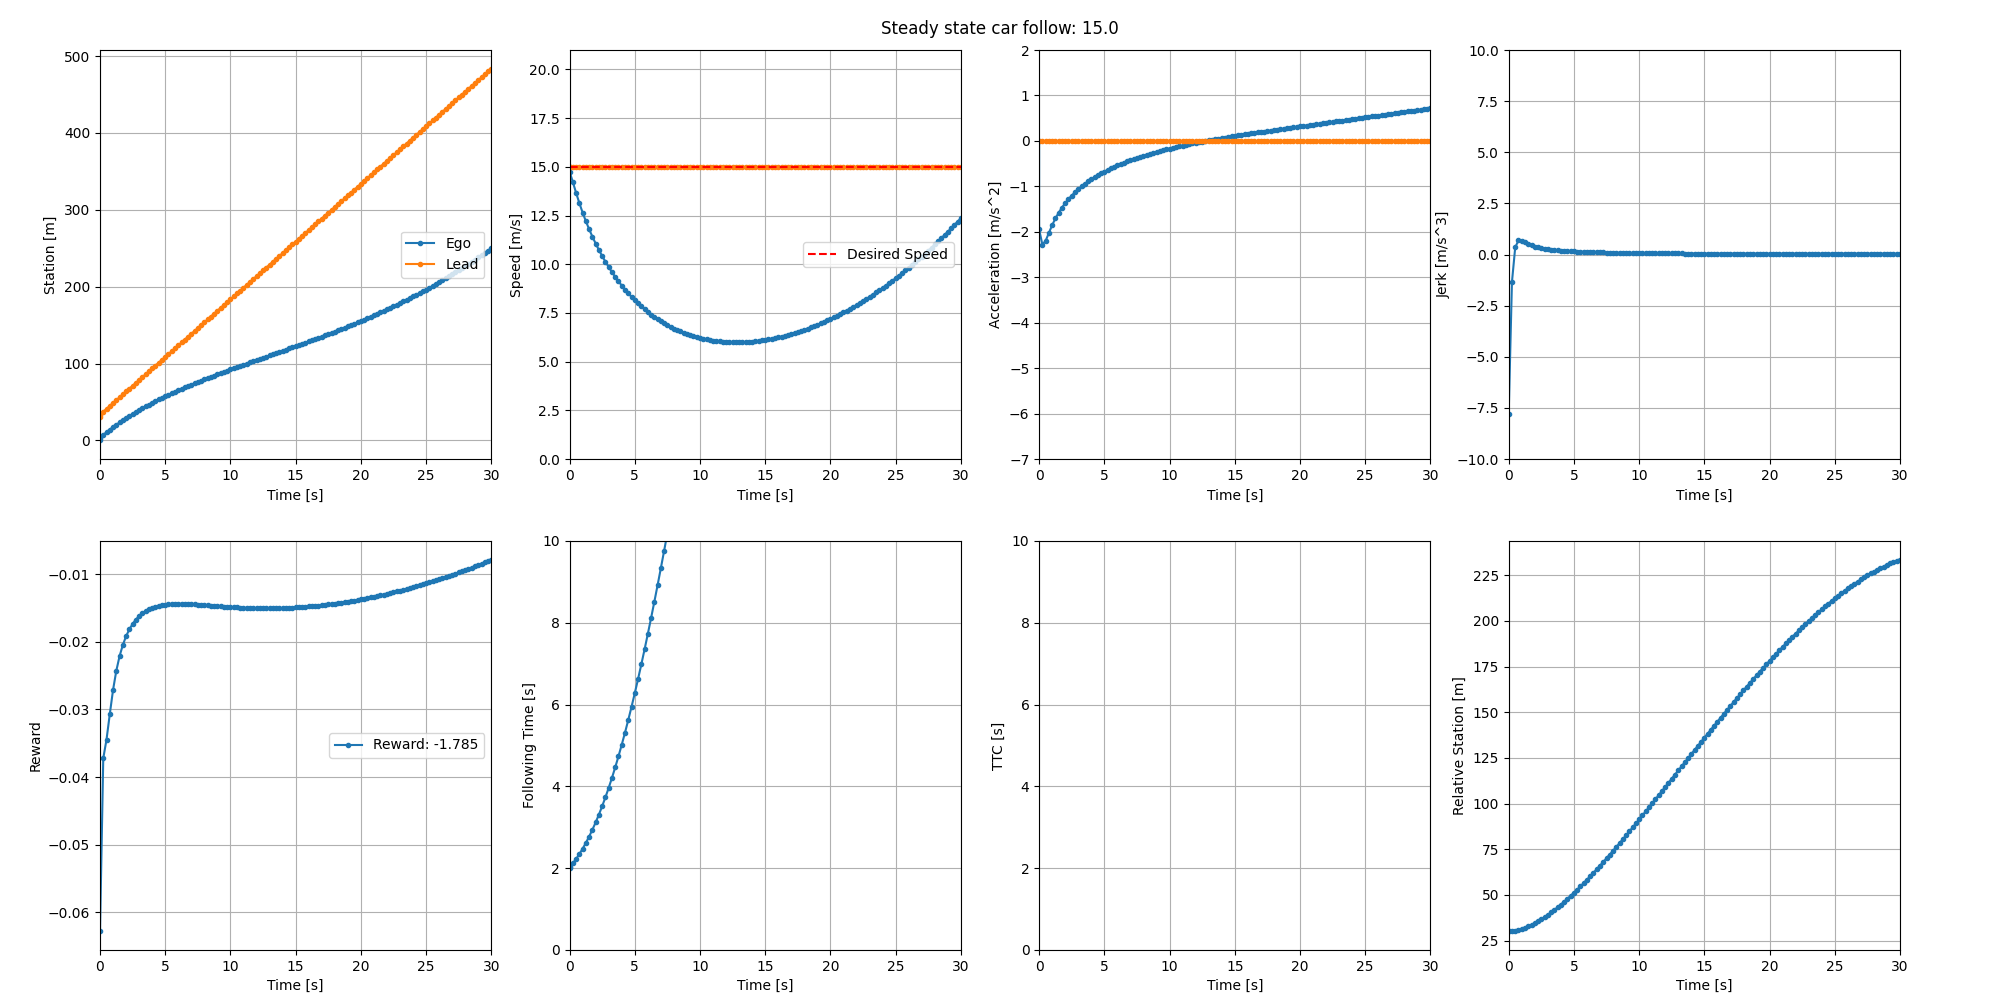 Steady state car follow: 15.0
500
400
300
200
100
0
Station [m]
Ego
Lead
0 5 10 15 20 25 30
Time [s]
20.0
17.5
15.0
12.5
10.0
7.5
5.0
2.5
0.0
Speed [m/s]
Desired Speed
0 5 10 15 20 25 30
Time [s]
2
1
0
−1
−2
−3
−4
−5
−6
−7
Acceleration [m/s^2]
0 5 10 15 20 25 30
Time [s]
10.0
7.5
5.0
2.5
0.0
−2.5
−5.0
−7.5
−10.0
Jerk [m/s^3]
0 5 10 15 20 25 30
Time [s]
−0.01
−0.02
−0.03
−0.04
−0.05
−0.06
Reward
Reward: -1.785
0 5 10 15 20 25 30
Time [s]
10
8
6
4
2
0
Following Time [s]
0 5 10 15 20 25 30
Time [s]
10
8
6
4
2
0
TTC [s]
0 5 10 15 20 25 30
Time [s]
225
200
175
150
125
100
75
50
25
Relative Station [m]
0 5 10 15 20 25 30
Time [s]